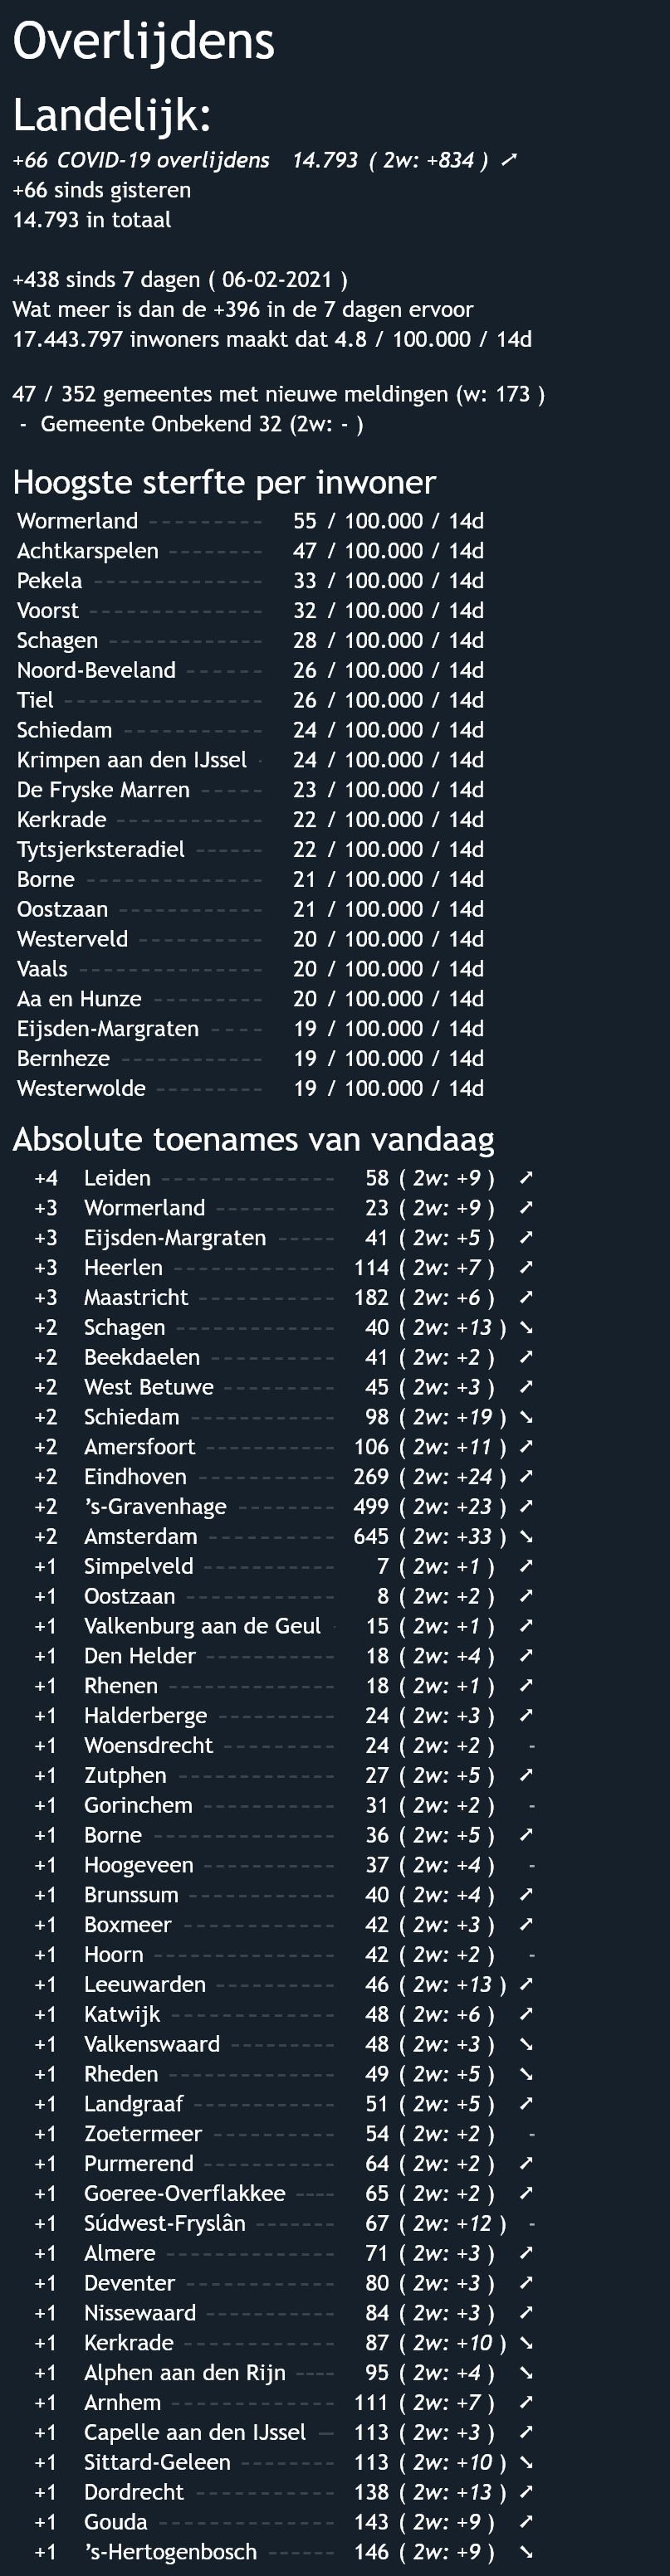 Overlijdens
Landelijk:
+66 COVID-19 overlijdens 14.793 ( 2w: +834 ) ➚
+66 sinds gisteren
14.793 in totaal
+438 sinds 7 dagen ( 06-02-2021 )
Wat meer is dan de +396 in de 7 dagen ervoor
17.443.797 inwoners maakt dat 4.8 / 100.000 / 14d
47 / 352 gemeentes met nieuwe meldingen (w: 173 )
- Gemeente Onbekend 32 (2w: - )
Hoogste sterfte per inwoner
Wormerland --------- 55 / 100.000 / 14d
Achtkarspelen -------- 47 / 100.000 / 14d
Pekela -------------- 33 / 100.000 / 14d
Voorst -------------- 32 / 100.000 / 14d
Schagen ------------ 28 / 100.000 / 14d
Noord-Beveland ------ 26 / 100.000 / 14d
Tiel ----------------- 26 / 100.000 / 14d
Schiedam ----------- 24 / 100.000 / 14d
Krimpen aan den IJssel - 24 / 100.000 / 14d
De Fryske Marren ----- 23 / 100.000 / 14d
Kerkrade ------------ 22 / 100.000 / 14d
Tytsjerksteradiel ------ 22 / 100.000 / 14d
Borne --------------- 21 / 100.000 / 14d
Oostzaan ------------ 21 / 100.000 / 14d
Westerveld ---------- 20 / 100.000 / 14d
Vaals --------------- 20 / 100.000 / 14d
Aa en Hunze --------- 20 / 100.000 / 14d
Eijsden-Margraten ---- 19 / 100.000 / 14d
Bernheze ------------ 19 / 100.000 / 14d
Westerwolde --------- 19 / 100.000 / 14d
Absolute toenames van vandaag
+4 Leiden --------------- 58 ( 2w: +9 ) ➚
+3 Wormerland ---------- 23 ( 2w: +9 ) ➚
+3 Eijsden-Margraten ----- 41 ( 2w: +5 ) ➚
+3 Heerlen -------------- 114 ( 2w: +7 ) ➚
+3 Maastricht ------------ 182 ( 2w: +6 ) ➚
+2 Schagen -------------- 40 ( 2w: +13 ) ➘
+2 Beekdaelen ----------- 41 ( 2w: +2 ) ➚
+2 West Betuwe ---------- 45 ( 2w: +3 ) ➚
+2 Schiedam ------------- 98 ( 2w: +19 ) ➘
+2 Amersfoort ----------- 106 ( 2w: +11 ) ➚
+2 Eindhoven ------------ 269 ( 2w: +24 ) ➚
+2 ’s-Gravenhage -------- 499 ( 2w: +23 ) ➚
+2 Amsterdam ----------- 645 ( 2w: +33 ) ➘
+1 Simpelveld ------------ 7 ( 2w: +1 ) ➚
+1 Oostzaan ------------- 8 ( 2w: +2 ) ➚
+1 Valkenburg aan de Geul - 15 ( 2w: +1 ) ➚
+1 Den Helder ----------- 18 ( 2w: +4 ) ➚
+1 Rhenen --------------- 18 ( 2w: +1 ) ➚
+1 Halderberge ---------- 24 ( 2w: +3 ) ➚
+1 Woensdrecht ---------- 24 ( 2w: +2 ) -
+1 Zutphen -------------- 27 ( 2w: +5 ) ➚
+1 Gorinchem ------------ 31 ( 2w: +2 ) -
+1 Borne ---------------- 36 ( 2w: +5 ) ➚
+1 Hoogeveen ------------ 37 ( 2w: +4 ) -
+1 Brunssum ------------- 40 ( 2w: +4 ) ➚
+1 Boxmeer -------------- 42 ( 2w: +3 ) ➚
+1 Hoorn ---------------- 42 ( 2w: +2 ) -
+1 Leeuwarden ----------- 46 ( 2w: +13 ) ➚
+1 Katwijk --------------- 48 ( 2w: +6 ) ➚
+1 Valkenswaard --------- 48 ( 2w: +3 ) ➘
+1 Rheden --------------- 49 ( 2w: +5 ) ➘
+1 Landgraaf ------------ 51 ( 2w: +5 ) ➚
+1 Zoetermeer ----------- 54 ( 2w: +2 ) -
+1 Purmerend ------------ 64 ( 2w: +2 ) ➚
+1 Goeree-Overflakkee ---- 65 ( 2w: +2 ) ➚
+1 Súdwest-Fryslân ------- 67 ( 2w: +12 ) -
+1 Almere --------------- 71 ( 2w: +3 ) ➚
+1 Deventer ------------- 80 ( 2w: +3 ) ➚
+1 Nissewaard ----------- 84 ( 2w: +3 ) ➚
+1 Kerkrade ------------- 87 ( 2w: +10 ) ➘
+1 Alphen aan den Rijn ---- 95 ( 2w: +4 ) ➘
+1 Arnhem --------------- 111 ( 2w: +7 ) ➚
+1 Capelle aan den IJssel -- 113 ( 2w: +3 ) ➚
+1 Sittard-Geleen --------- 113 ( 2w: +10 ) ➘
+1 Dordrecht ------------ 138 ( 2w: +13 ) ➚
+1 Gouda ---------------- 143 ( 2w: +9 ) ➚
+1 ’s-Hertogenbosch ------ 146 ( 2w: +9 ) ➘